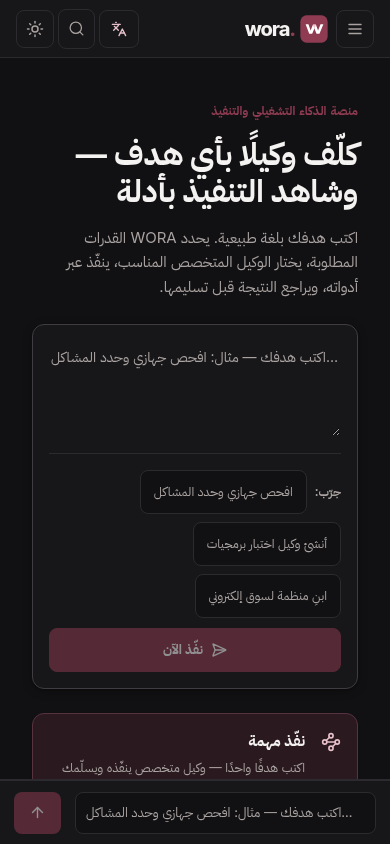 wora.
منصة الذكاء التشغيلي والتنفيذ
كلّف وكيلًا بأي هدف —
وشاهد التنفيذ بأدلة
اكتب هدفك بلغة طبيعية. يحدد WORA القدرات
المطلوبة، يختار الوكيل المتخصص المناسب، ينفّذ عبر
أدواته، ويراجع النتيجة قبل تسليمها.
اكتب هدفك — مثال: افحص جهازي وحدد المشاكل...
جرّب:
افحص جهازي وحدد المشاكل
أنشئ وكيل اختبار برمجيات
ابنِ منظمة لسوق إلكتروني
نفّذ الآن
نفّذ مهمة
اكتب هدفًا واحدًا — وكيل متخصص ينفّذه ويسلّمك
اكتب هدفك — مثال: افحص جهازي وحدد المشاكل...